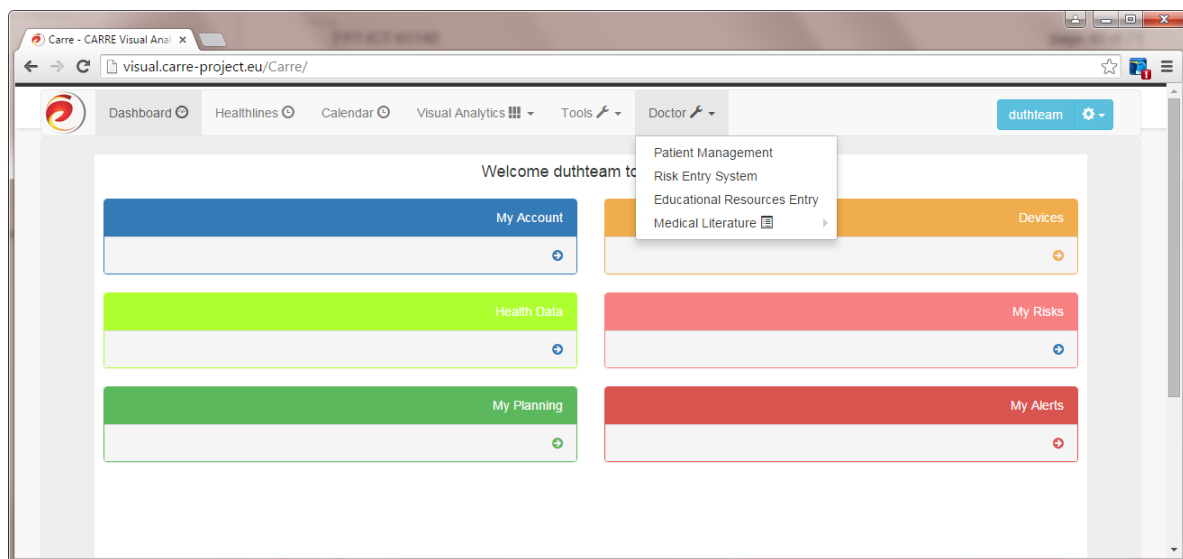 Carre - CARRE Visual Anal
visual.carre-project.eu/Carre/
Dashboard Healthlines Calendar Visual Analytics Tools Doctor duthteam
Patient Management
Risk Entry System
Educational Resources Entry
Medical Literature
Welcome duthteam to
My Account Devices
Health Data My Risks
My Planning My Alerts